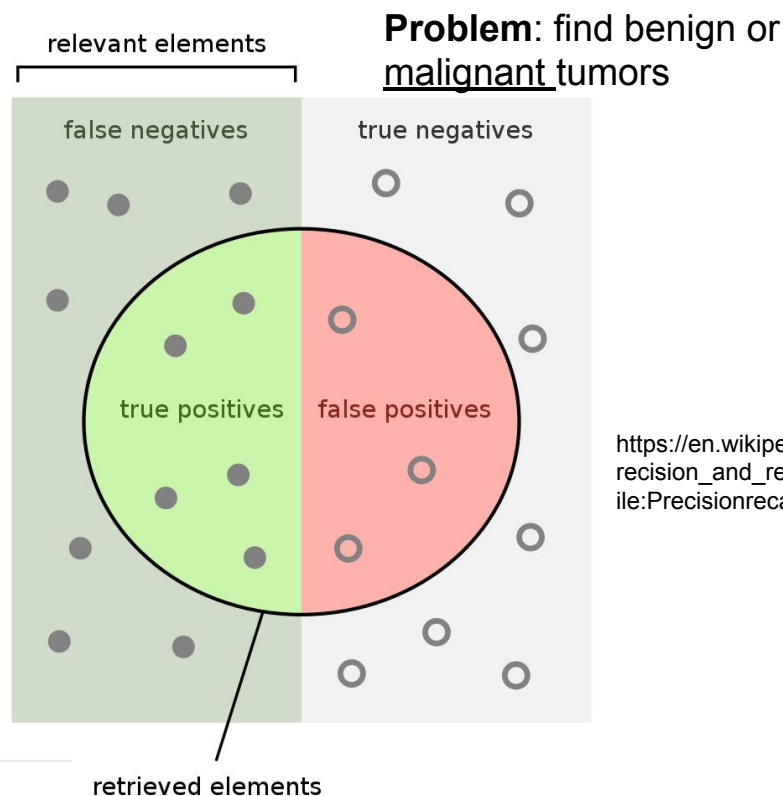 Problem: find benign or
malignant tumors
relevant elements
false negatives
true negatives
true positives
false positives
https://en.wikipe
recision_and_re
ile:Precisionreca
retrieved elements